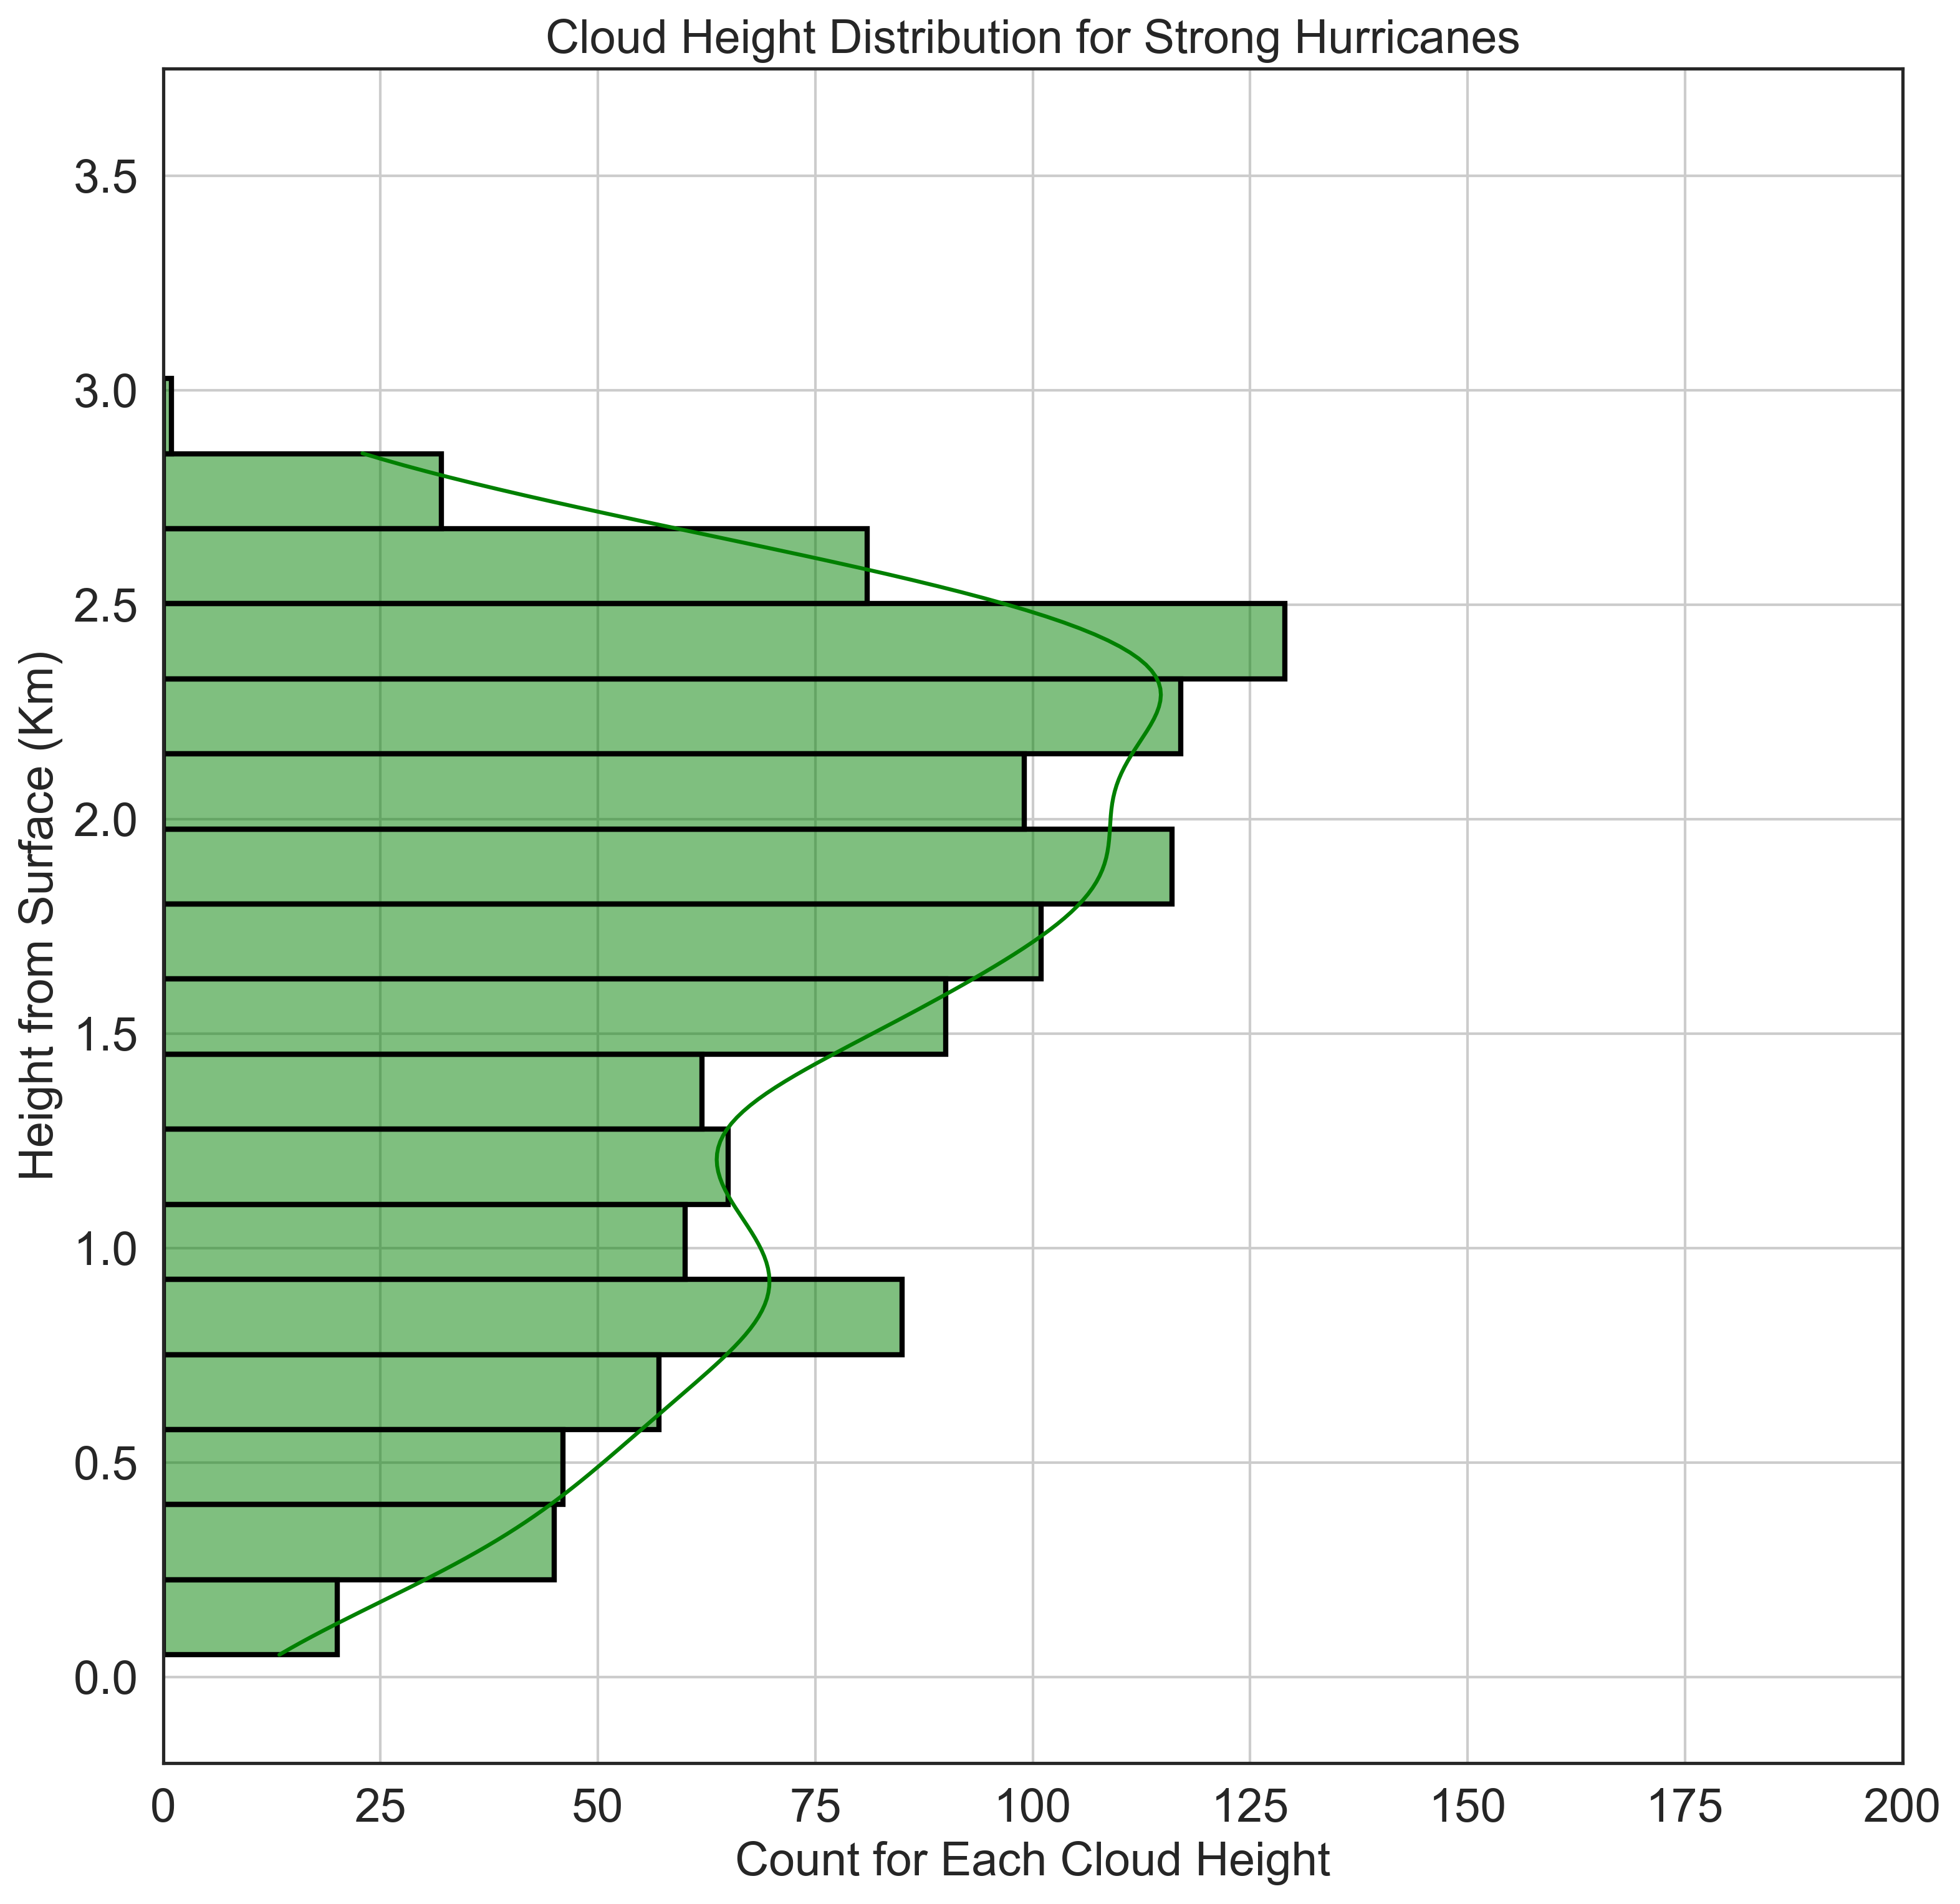 Cloud Height Distribution for Strong Hurricanes
3.5
3.0
2.5
2.0
1.5
1.0
0.5
0.0
Height from Surface (Km)
0 25 50 75 100 125 150 175 200
Count for Each Cloud Height